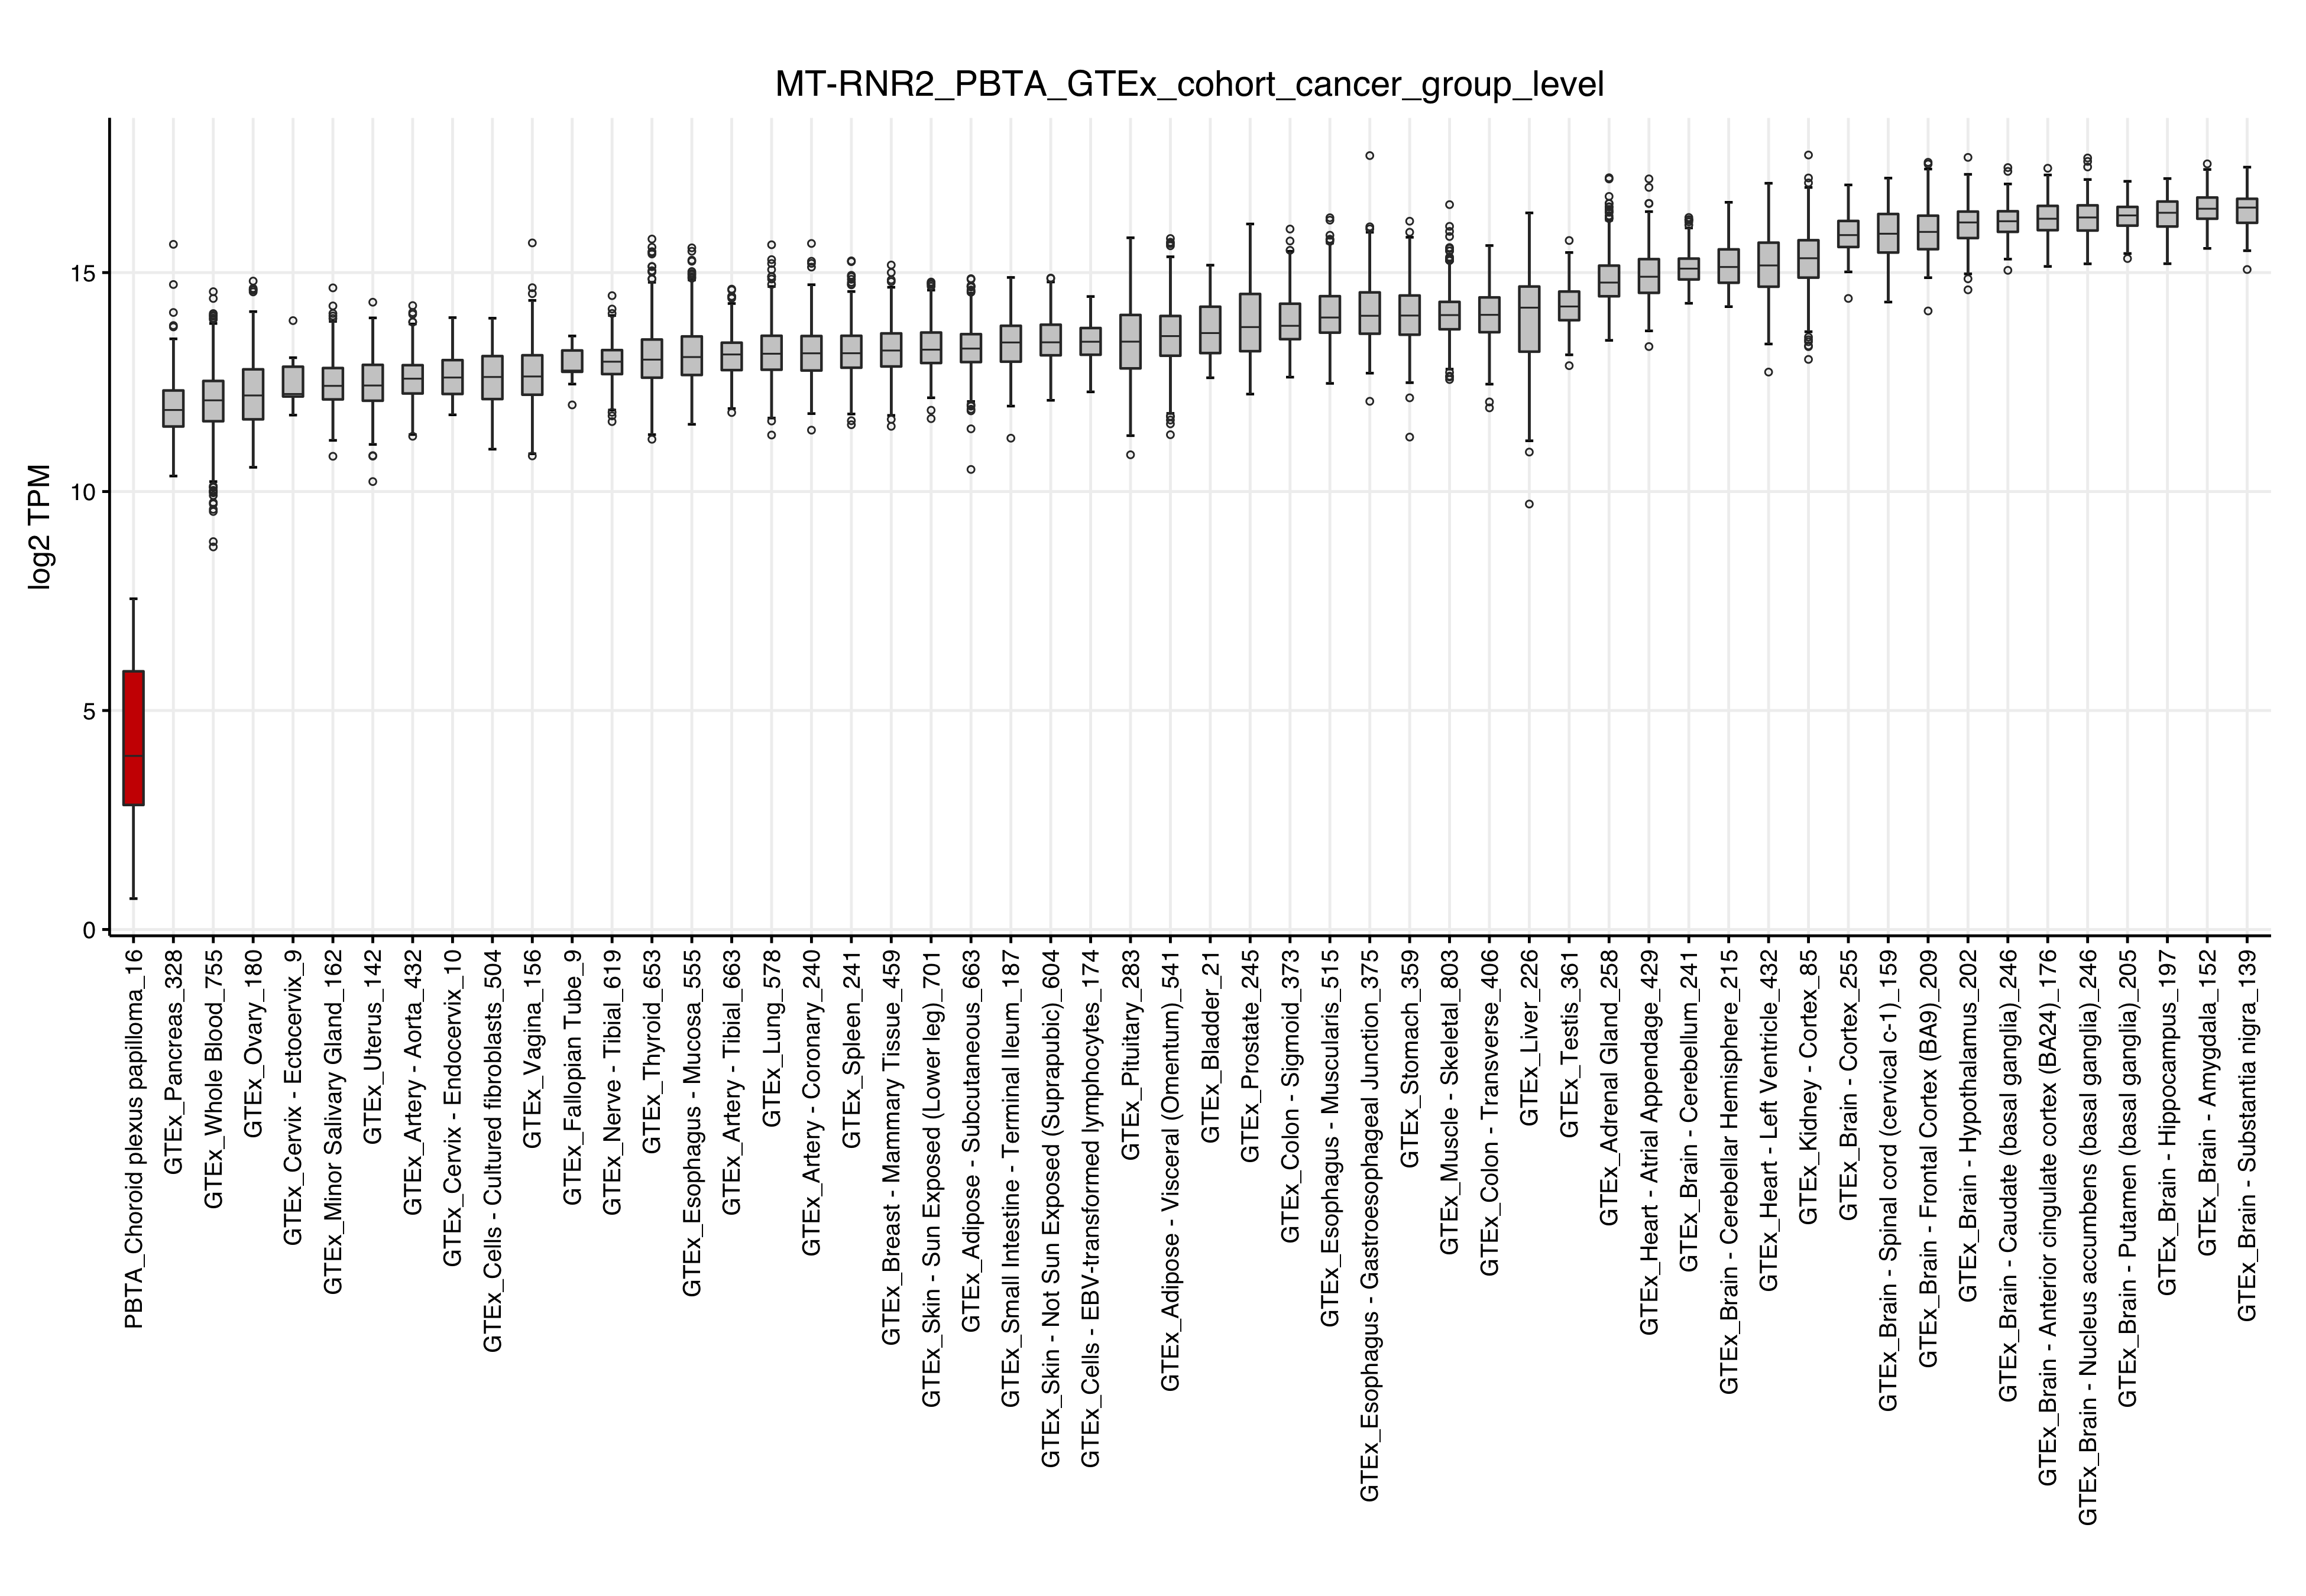 MT-RNR2_PBTA_GTEx_cohort_cancer_group_level
log2 TPM
15
10
5
0
PBTA_Choroid plexus papilloma_16
GTEx_Pancreas_328
GTEx_Whole Blood_755
GTEx_Ovary_180
GTEx_Cervix - Ectocervix_9
GTEx_Minor Salivary Gland_162
GTEx_Uterus_142
GTEx_Artery - Aorta_432
GTEx_Cervix - Endocervix_10
GTEx_Cells - Cultured fibroblasts_504
GTEx_Vagina_156
GTEx_Fallopian Tube_9
GTEx_Nerve - Tibial_619
GTEx_Thyroid_653
GTEx_Esophagus - Mucosa_555
GTEx_Artery - Tibial_663
GTEx_Lung_578
GTEx_Artery - Coronary_240
GTEx_Spleen_241
GTEx_Breast - Mammary Tissue_459
GTEx_Skin - Sun Exposed (Lower leg)_701
GTEx_Adipose - Subcutaneous_663
GTEx_Small Intestine - Terminal Ileum_187
GTEx_Skin - Not Sun Exposed (Suprapubic)_604
GTEx_Cells - EBV-transformed lymphocytes_174
GTEx_Pituitary_283
GTEx_Adipose - Visceral (Omentum)_541
GTEx_Bladder_21
GTEx_Prostate_245
GTEx_Colon - Sigmoid_373
GTEx_Esophagus - Muscularis_515
GTEx_Esophagus - Gastroesophageal Junction_375
GTEx_Stomach_359
GTEx_Muscle - Skeletal_803
GTEx_Colon - Transverse_406
GTEx_Liver_226
GTEx_Testis_361
GTEx_Adrenal Gland_258
GTEx_Heart - Atrial Appendage_429
GTEx_Brain - Cerebellum_241
GTEx_Brain - Cerebellar Hemisphere_215
GTEx_Heart - Left Ventricle_432
GTEx_Kidney - Cortex_85
GTEx_Brain - Cortex_255
GTEx_Brain - Spinal cord (cervical c-1)_159
GTEx_Brain - Frontal Cortex (BA9)_209
GTEx_Brain - Hypothalamus_202
GTEx_Brain - Caudate (basal ganglia)_246
GTEx_Brain - Anterior cingulate cortex (BA24)_176
GTEx_Brain - Nucleus accumbens (basal ganglia)_246
GTEx_Brain - Putamen (basal ganglia)_205
GTEx_Brain - Hippocampus_197
GTEx_Brain - Amygdala_152
GTEx_Brain - Substantia nigra_139